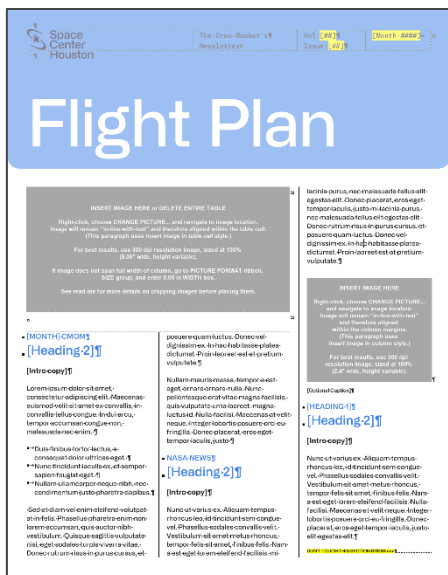 Space
Center
Houston
The Crew Member's¶
Newsletter¶
Vol [##]¶
Issue [##]¶
[Month ####]
Flight Plan
INSERT IMAGE HERE or DELETE ENTIRE TABLE
Right-click, choose CHANGE PICTURE... and navigate to image location.
Image will remain "in-line-with-text" and therefore aligned within the table cell.
(This paragraph uses Insert image in table cell style.)
For best results, use 300 dpi resolution image, sized at 100%
(5.05" wide, height variable).
If image does not span full width of column, go to PICTURE FORMAT ribbon,
SIZE group, and enter 5.05 in WIDTH box.
See read me for more details on cropping images before placing them.
¶
[MONTH]·CMOM¶
[Heading·2]¶
[Intro·copy]¶
Lorem·ipsum·dolor·sit·amet,·
consectetur·adipiscing·elit.·Maecenas·
euismod·velit·sit·amet·ex·convallis,·in·
convallis·tellus·congue.·In·dui·arcu,·
tempor·accumsan·congue·non,·
malesuada·nec·enim.·¶
Duis·finibus·tortor·lectus,·a·
consequat·dolor·ultrices·eget.·¶
Nunc·tincidunt·iaculis·ex,·et·semper·
sapien·feugiat·eget.¶
Nullam·ullamcorper·neque·nibh,·nec·
condimentum·justo·pharetra·dapibus.¶
Sed·et·diam·vel·enim·eleifend·volutpat·
at·in·felis.·Phasellus·pharetra·enim·non·
lorem·accumsan,·quis·auctor·nibh·
vestibulum.·Quisque·sagittis·vulputate·
nisi,·eget·sodales·turpis·viverra·vitae.·
Donec·rutrum·risus·in·purus·cursus,·et·
posuere·quam·luctus.·Donec·vel·
dignissim·ex.·In·hac·habitasse·platea·
dictumst.·Proin·laoreet·est·at·pretium·
vulputate.¶
Nullam·mauris·massa,·tempor·a·est·
eget,·ornare·ornare·nulla.·Nunc·
pellentesque·erat·vitae·magna·facilisis,·
quis·vulputate·urna·laoreet·magna·
luctus·id.·Nulla·facilisi.·Maecenas·at·velit·
neque.·Integer·lobortis·posuere·orci·eu·
fringilla.·Donec·placerat,·eros·eget·
tempor·iaculis,·justo·¶
NASA·NEWS¶
[Heading·2]¶
[Intro·copy]¶
Nunc·ut·varius·ex.·Aliquam·tempus·
rhoncus·leo,·id·tincidunt·sem·congue·
vel.·Phasellus·sodales·convallis·velit.·
Vestibulum·sit·amet·metus·rhoncus,·
tempor·felis·sit·amet,·finibus·felis.·Nam·
a·est·eget·lorem·eleifend·facilisis·mi·
lacinia·purus,·nec·malesuada·tellus·elit·
egestas·elit.·Donec·placerat,·eros·eget·
tempor·iaculis,·justo·mi·lacinia·purus,·
nec·malesuada·tellus·elit·egestas·elit.·
Donec·rutrum·risus·in·purus·cursus,·et·
posuere·quam·luctus.·Donec·vel·
dignissim·ex.·In·hac·habitasse·platea·
dictumst.·Proin·laoreet·est·at·pretium·
vulputate.¶
INSERT IMAGE HERE
Right-click, choose CHANGE PICTURE...
and navigate to image location.
Image will remain "in-line-with-text"
and therefore aligned
within the column margins.
(This paragraph uses
Insert image in column style.)
For best results, use 300 dpi
resolution image, sized at 100%
(2.4" wide, height variable).
[Optional·Caption]¶
[HEADING·1]¶
[Heading·2]¶
[Intro·copy]¶
Nunc·ut·varius·ex.·Aliquam·tempus·
rhoncus·leo,·id·tincidunt·sem·congue·
vel.·Phasellus·sodales·convallis·velit.·
Vestibulum·sit·amet·metus·rhoncus,·
tempor·felis·sit·amet,·finibus·felis.·Nam·
a·est·eget·lorem·eleifend·facilisis.·Nulla·
facilisi.·Maecenas·at·velit·neque.·Integer·
lobortis·posuere·orci·eu·fringilla.·Donec·
placerat,·eros·eget·tempor·iaculis,·justo·